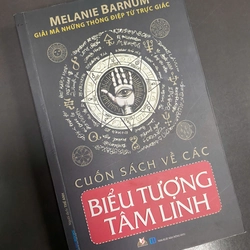 MELANIE BARNUM
GIẢI MÃ NHỮNG THÔNG ĐIỆP TỪ TRỰC GIÁC
CUỐN SÁCH VỀ CÁC
BIỂU TƯỢNG
TÂM LINH